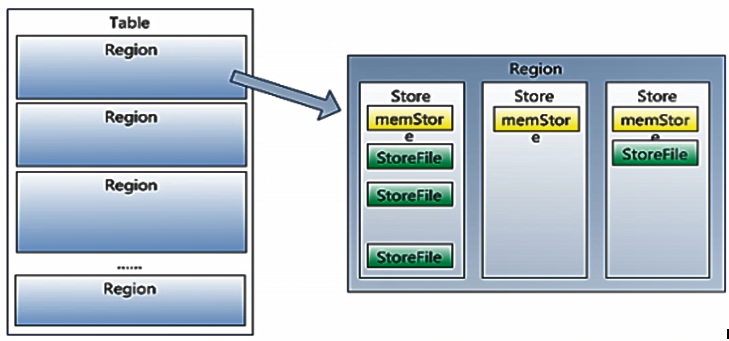 Table
Region
Region
Region
......
Region
Region
Store
memStor
e
StoreFile
StoreFile
StoreFile
Store
memStor
e
Store
memStor
e
StoreFile